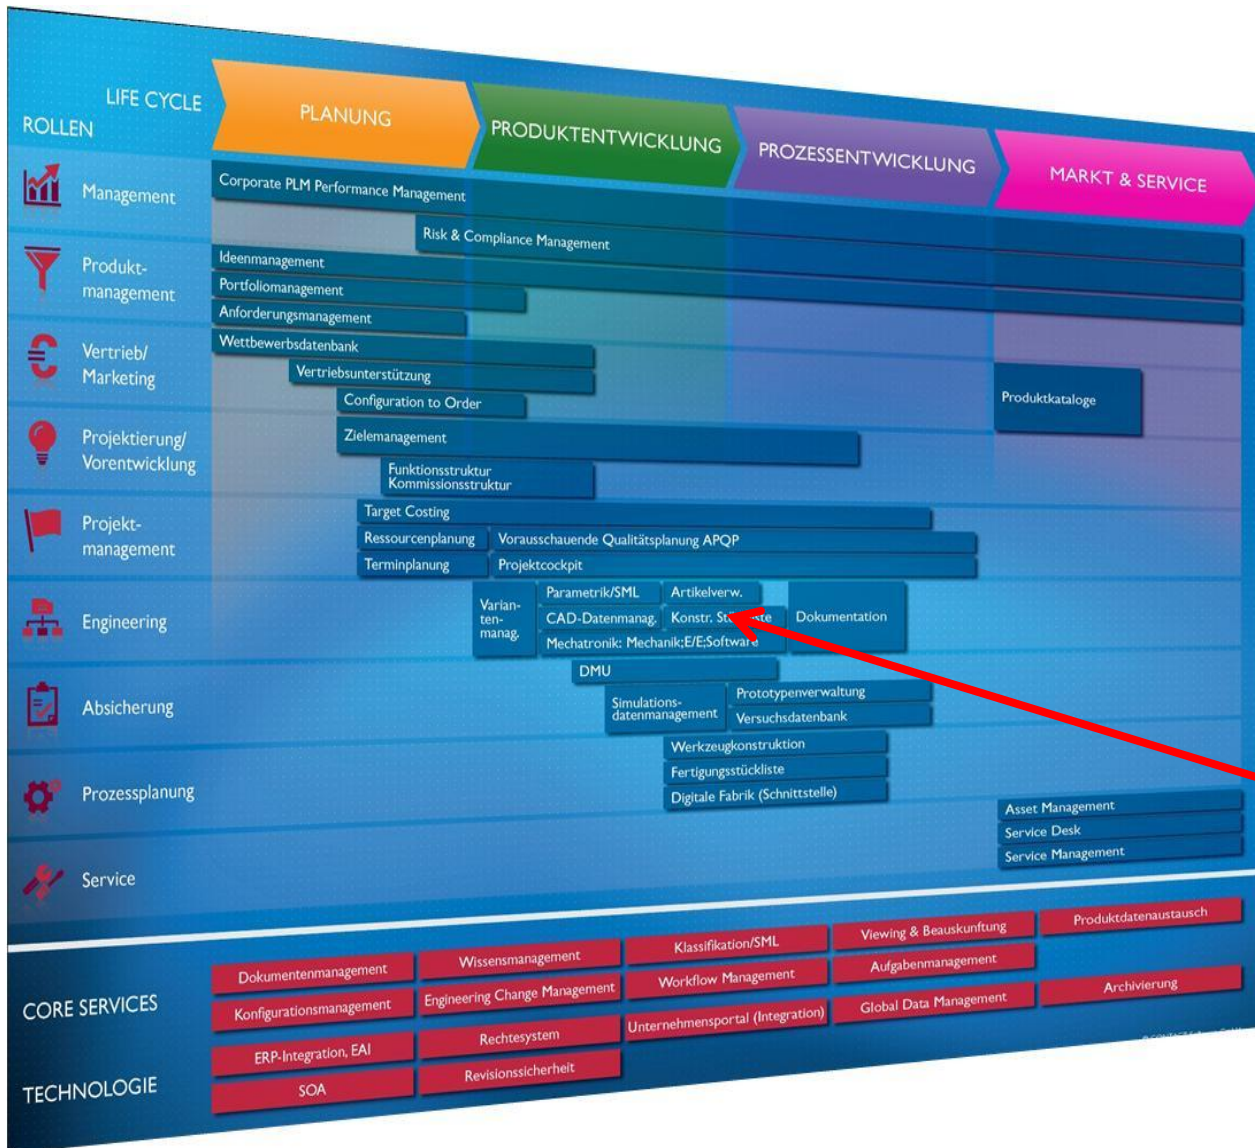 LIFE CYCLE
ROLLEN
PLANUNG
PRODUKTENTWICKLUNG
PROZESSENTWICKLUNG
MARKT & SERVICE
Management
Corporate PLM Performance Management
Risk & Compliance Management
Produkt-
management
Ideenmanagement
Portfoliomanagement
Anforderungsmanagement
Vertrieb/
Marketing
Wettbewerbsdatenbank
Vertriebsunterstützung
Configuration to Order
Produktkataloge
Projektierung/
Vorentwicklung
Zielemanagement
Funktionsstruktur
Kommissionsstruktur
Projekt-
management
Target Costing
Ressourcenplanung
Vorausschauende Qualitätsplanung APQP
Terminplanung
Projektcockpit
Engineering
Varian-
ten-
manag.
Parametrik/SML
Artikelverw.
CAD-Datenmanag.
Konstr.
Mechatronik: Mechanik;E/E;Software
Dokumentation
Absicherung
DMU
Simulations-
datenmanagement
Prototypenverwaltung
Versuchsdatenbank
Prozessplanung
Werkzeugkonstruktion
Fertigungsstückliste
Digitale Fabrik (Schnittstelle)
Service
Asset Management
Service Desk
Service Management
CORE SERVICES
Dokumentenmanagement
Wissensmanagement
Klassifikation/SML
Viewing & Beauskunftung
Produktdatenaustausch
Konfigurationsmanagement
Engineering Change Management
Workflow Management
Aufgabenmanagement
TECHNOLOGIE
ERP-Integration, EAI
Rechtesystem
Unternehmensportal (Integration)
Global Data Management
Archivierung
SOA
Revisionssicherheit